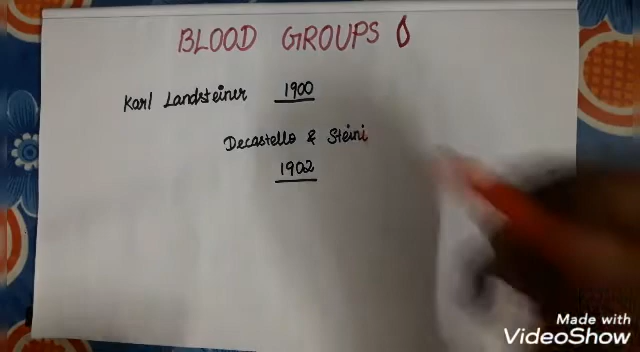 BLOOD GROUPS
Karl Landsteiner 1900
Decastello & Steini
1902
Made with
VideoShow